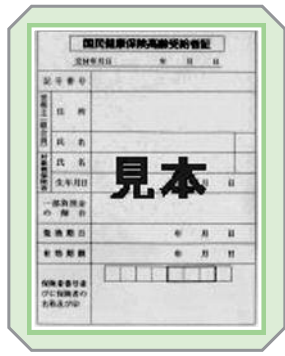 国民健康保険高齢受給者証
交付年月日 年 月 日
記号番号
住所
氏名
氏名
生年月日 月 日
見本
一部負担金
の割合
発効期日 年 月 日
有効期限 年 月 日
保険者番号並
びに保険者の
名称及び印